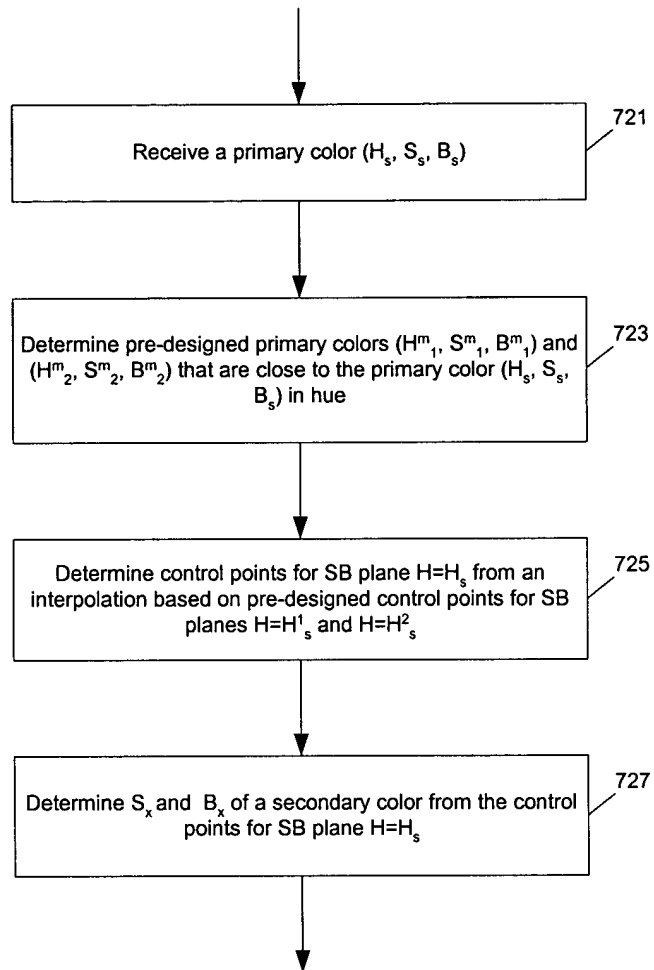 721
Receive a primary color (Hₛ, Sₛ, Bₛ)
723
Determine pre-designed primary colors (Hᵐ₁, Sᵐ₁, Bᵐ₁) and
(Hᵐ₂, Sᵐ₂, Bᵐ₂) that are close to the primary color (Hₛ, Sₛ,
Bₛ) in hue
725
Determine control points for SB plane H=Hₛ from an
interpolation based on pre-designed control points for SB
planes H=H¹ₛ and H=H²ₛ
727
Determine Sₓ and Bₓ of a secondary color from the control
points for SB plane H=Hₛ